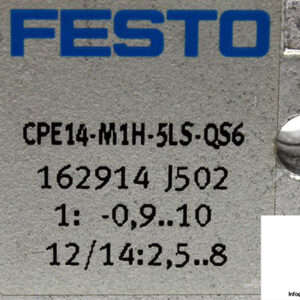 FESTO
CPE14-M1H-5LS-QS6
162914 J502
1: -0,9..10
12/14:2,5..8